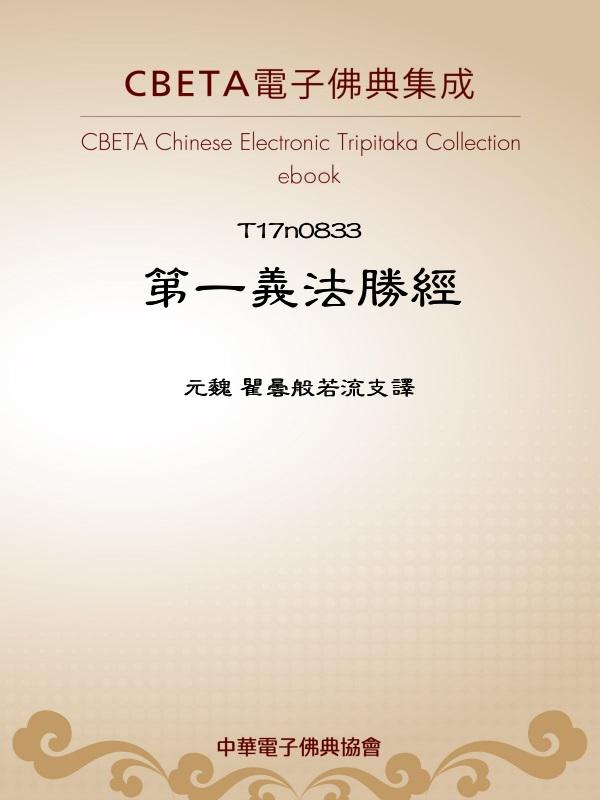 CBETA電子佛典集成
CBETA Chinese Electronic Tripitaka Collection
ebook
T17n0833
第一義法勝經
元魏 瞿曇般若流支譯
中華電子佛典協會